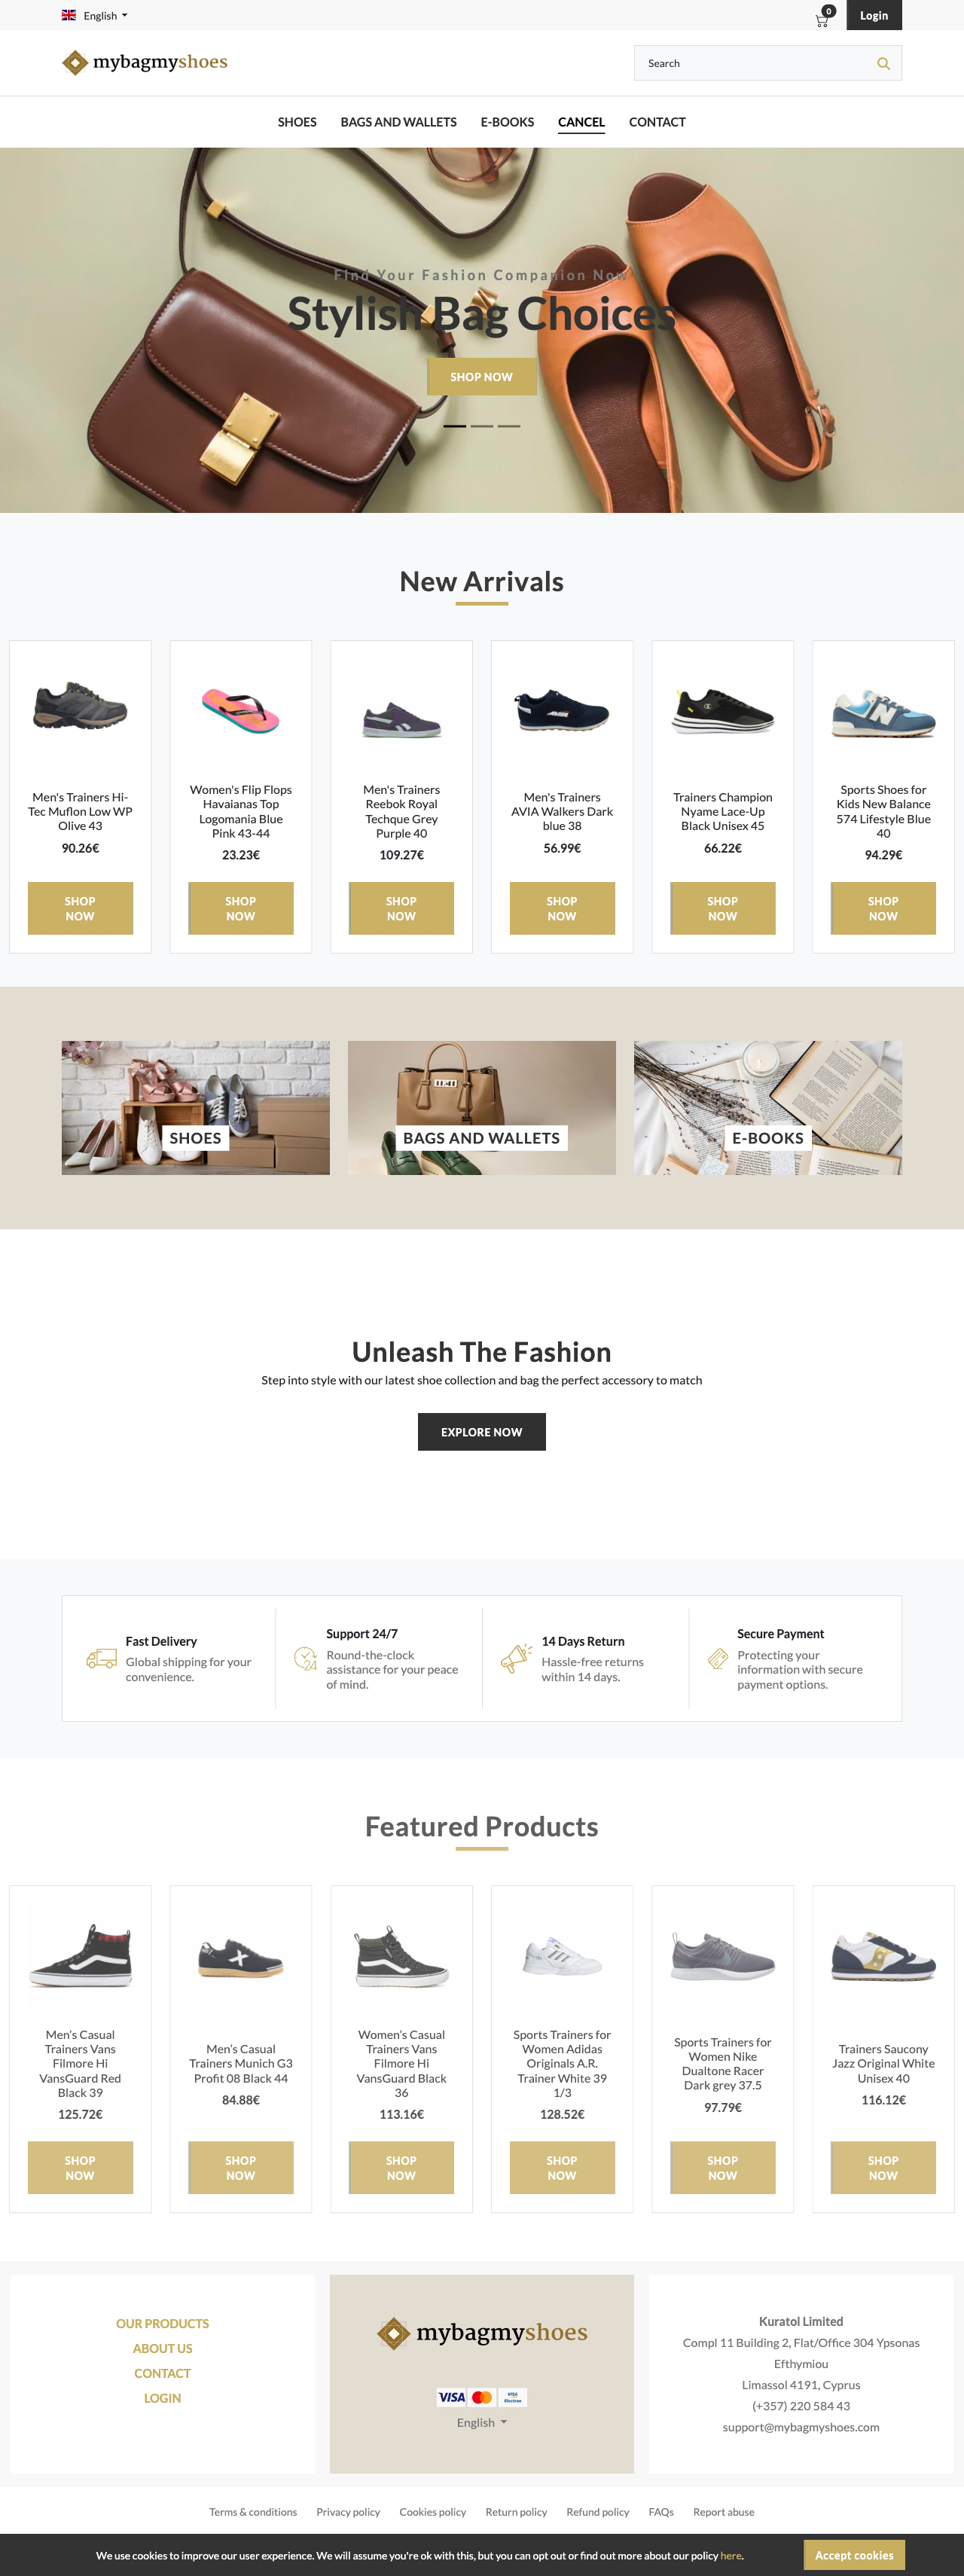 English
0
Login
mybagmyshoes
Search
SHOES BAGS AND WALLETS E-BOOKS CANCEL CONTACT
Find Your Fashion Companion Now
Stylish Bag Choices
SHOP NOW
New Arrivals
Men's Trainers Hi-
Tec Muflon Low WP
Olive 43
90.26€
SHOP
NOW
Women's Flip Flops
Havaianas Top
Logomania Blue
Pink 43-44
23.23€
SHOP
NOW
Men's Trainers
Reebok Royal
Techque Grey
Purple 40
109.27€
SHOP
NOW
Men's Trainers
AVIA Walkers Dark
blue 38
56.99€
SHOP
NOW
Trainers Champion
Nyame Lace-Up
Black Unisex 45
66.22€
SHOP
NOW
Sports Shoes for
Kids New Balance
574 Lifestyle Blue
40
94.29€
SHOP
NOW
SHOES
BAGS AND WALLETS
E-BOOKS
Unleash The Fashion
Step into style with our latest shoe collection and bag the perfect accessory to match
EXPLORE NOW
Fast Delivery
Global shipping for your
convenience.
24
Support 24/7
Round-the-clock
assistance for your peace
of mind.
14 Days Return
Hassle-free returns
within 14 days.
Secure Payment
Protecting your
information with secure
payment options.
Featured Products
Men's Casual
Trainers Vans
Filmore Hi
VansGuard Red
Black 39
125.72€
SHOP
NOW
Men's Casual
Trainers Munich G3
Profit 08 Black 44
84.88€
SHOP
NOW
Women's Casual
Trainers Vans
Filmore Hi
VansGuard Black
36
113.16€
SHOP
NOW
Sports Trainers for
Women Adidas
Originals A.R.
Trainer White 39
1/3
128.52€
SHOP
NOW
Sports Trainers for
Women Nike
Dualtone Racer
Dark grey 37.5
97.79€
SHOP
NOW
Trainers Saucony
Jazz Original White
Unisex 40
116.12€
SHOP
NOW
OUR PRODUCTS
ABOUT US
CONTACT
LOGIN
mybagmyshoes
VISA mastercard VISA Electron
English
Kuratol Limited
Compl 11 Building 2, Flat/Office 304 Ypsonas
Efthymiou
Limassol 4191, Cyprus
(+357) 220 584 43
support@mybagmyshoes.com
Terms & conditions Privacy policy Cookies policy Return policy Refund policy FAQs Report abuse
We use cookies to improve our user experience. We will assume you're ok with this, but you can opt out or find out more about our policy here.
Accept cookies